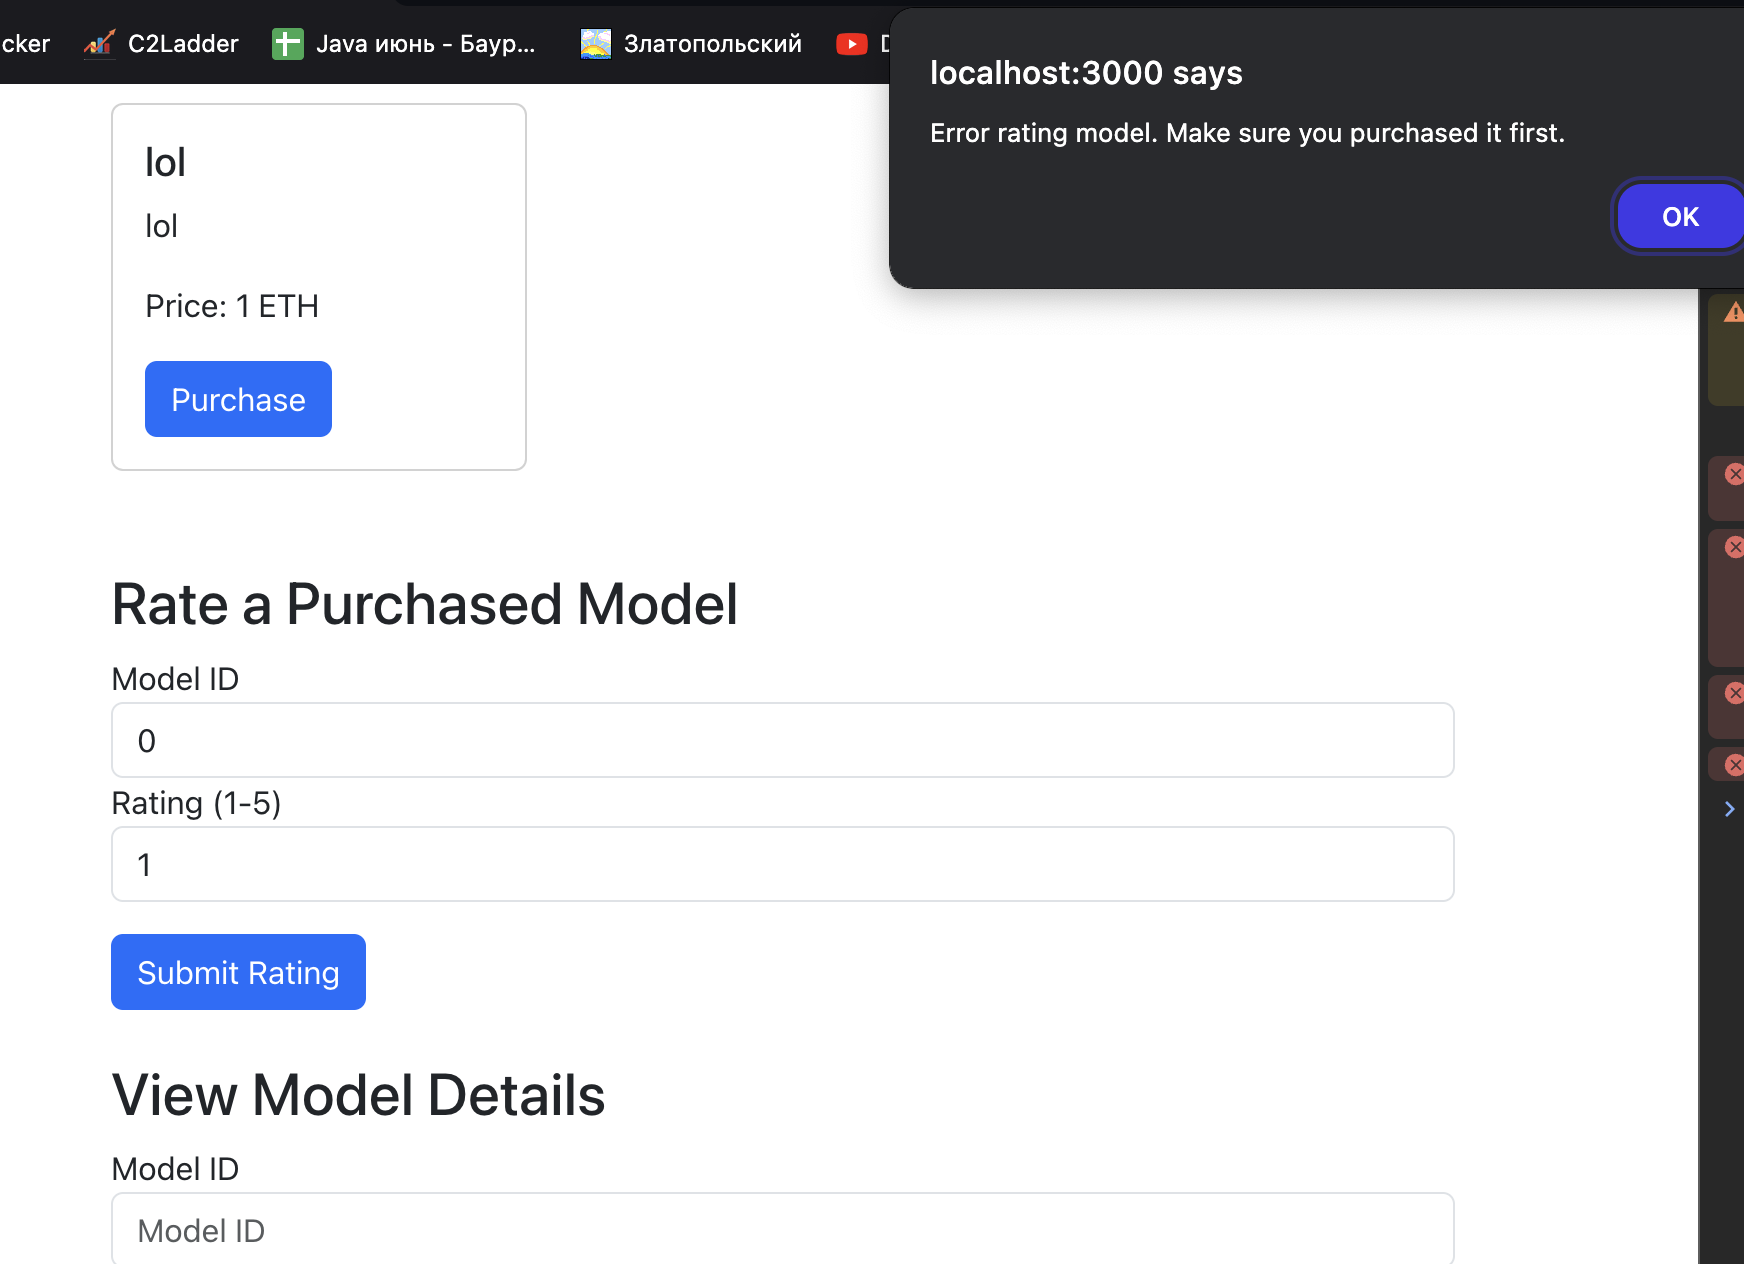 cker C2Ladder Java июнь - Баур... Златопольский
localhost:3000 says
Error rating model. Make sure you purchased it first.
OK
lol
lol
Price: 1 ETH
Purchase
Rate a Purchased Model
Model ID
0
Rating (1-5)
1
Submit Rating
View Model Details
Model ID
Model ID